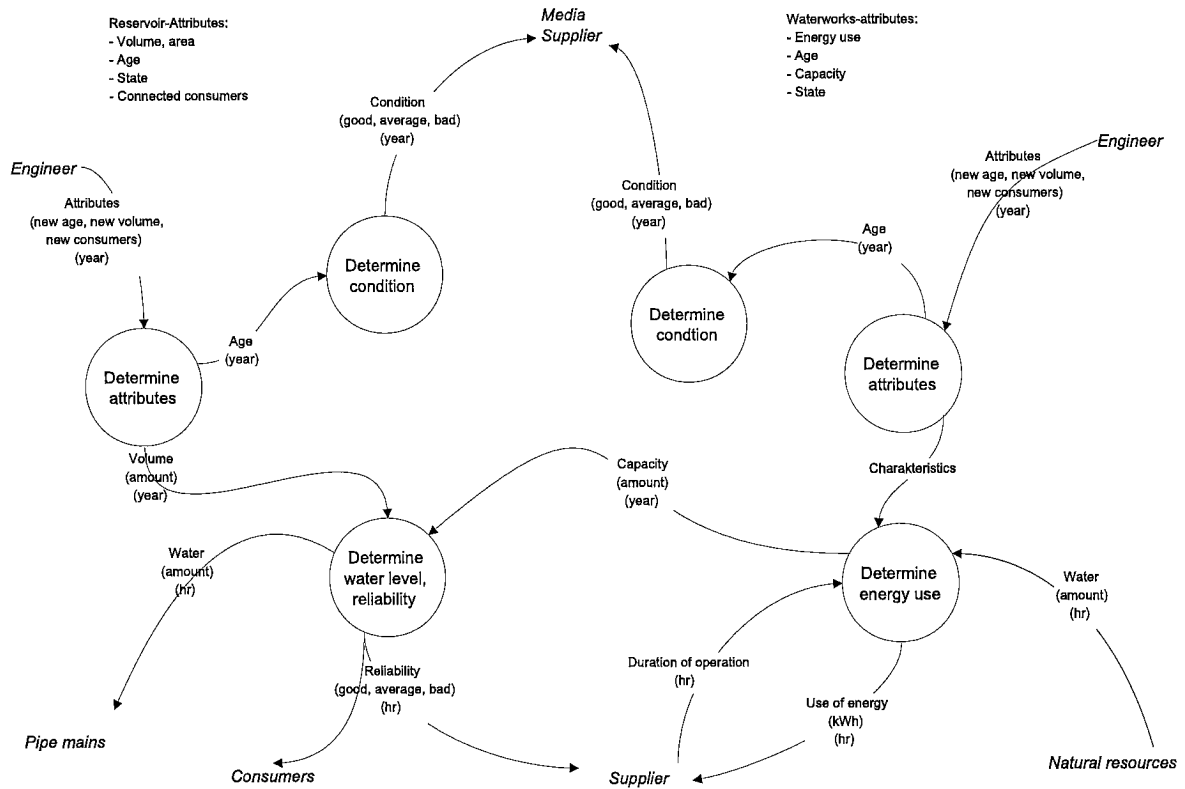 Reservoir-Attributes:
- Volume, area
- Age
- State
- Connected consumers
Media
Supplier
Waterworks-attributes:
- Energy use
- Age
- Capacity
- State
Condition
(good, average, bad)
(year)
Engineer
Attributes
(new age, new volume,
new consumers)
(year)
Engineer
Attributes
(new age, new volume,
new consumers)
(year)
Condition
(good, average, bad)
(year)
Age
(year)
Determine
condition
Determine
condtion
Age
(year)
Determine
attributes
Determine
attributes
Volume
(amount)
(year)
Capacity
(amount)
(year)
Charakteristics
Water
(amount)
(hr)
Determine
water level,
reliability
Determine
energy use
Water
(amount)
(hr)
Reliability
(good, average, bad)
(hr)
Duration of operation
(hr)
Use of energy
(kWh)
(hr)
Pipe mains
Consumers
Supplier
Natural resources